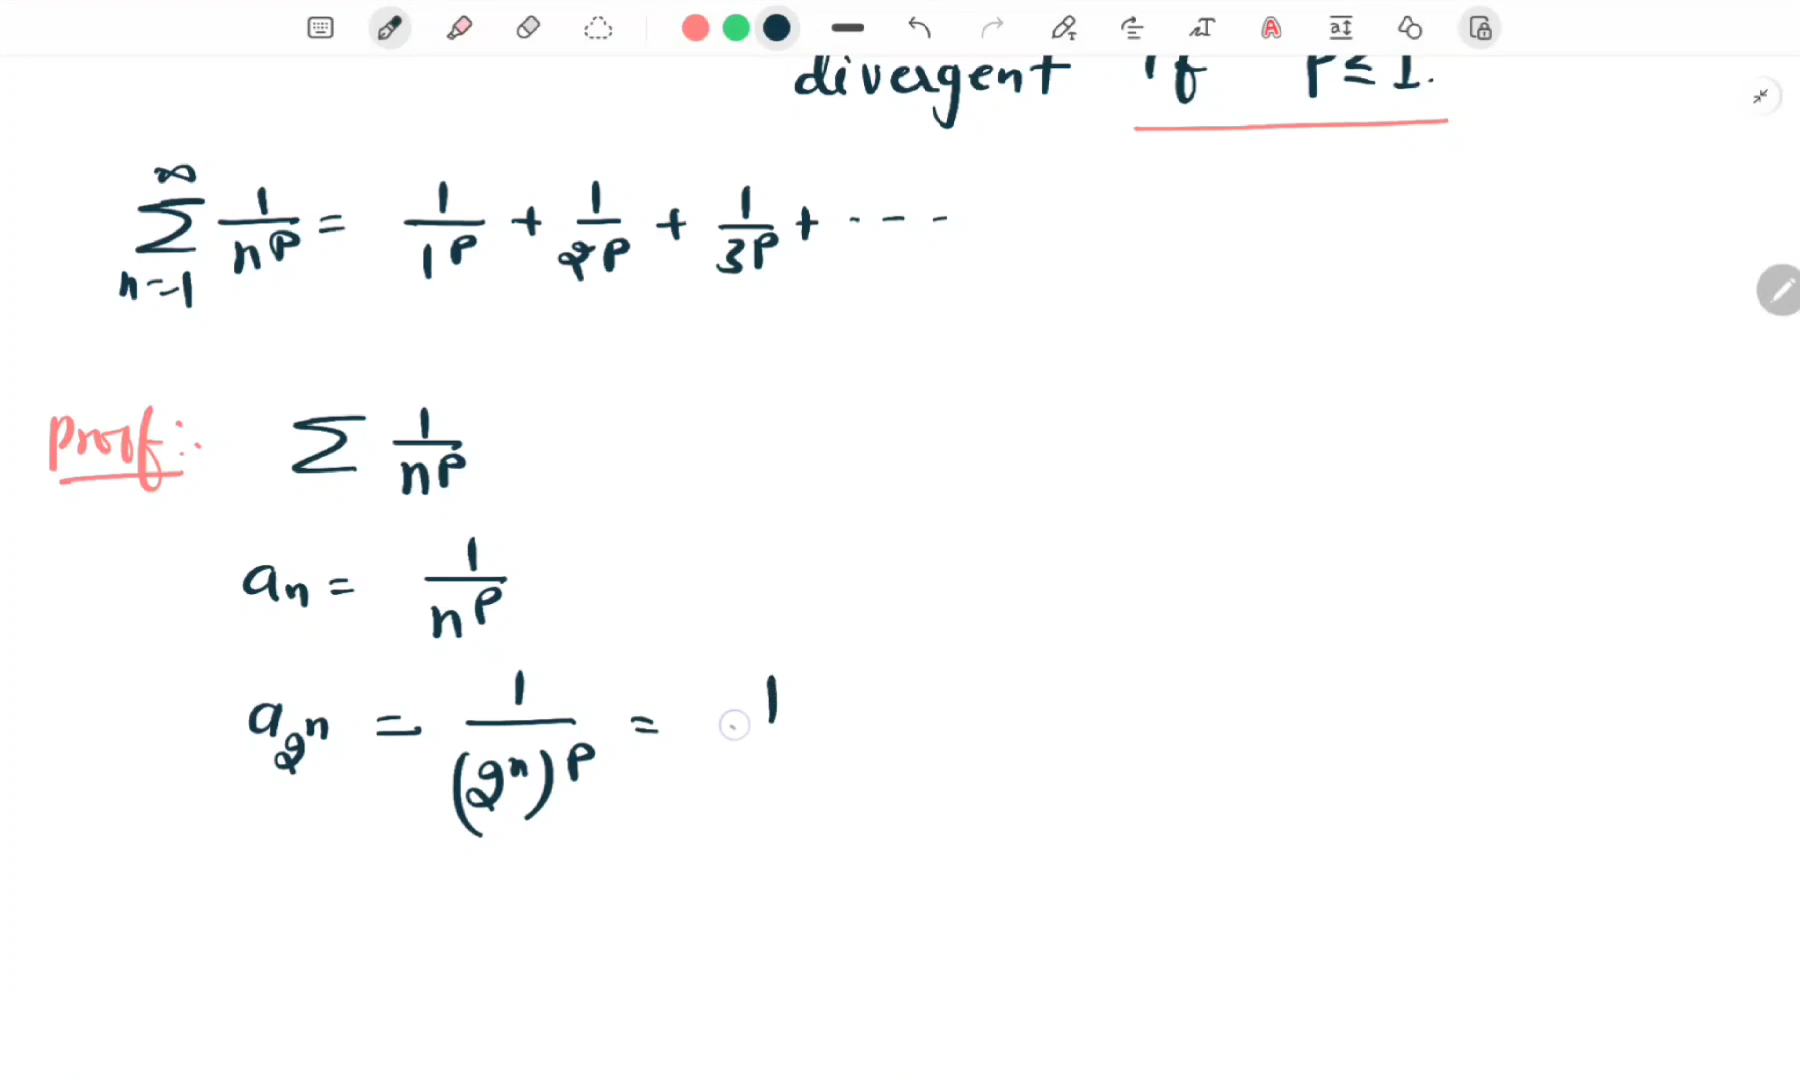 divergent if P ≤ 1.
∞
∑ 1/n^p = 1/1^p + 1/2^p + 1/3^p + ----
n=1
Proof:- ∑ 1/n^p
a_n = 1/n^p
a_{2^n} = 1/(2^n)^p = 1